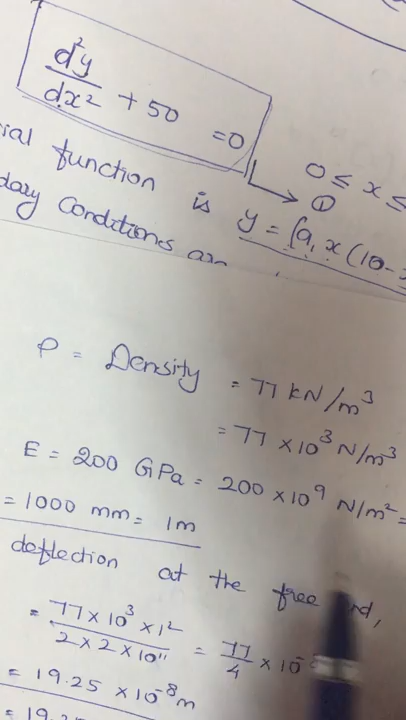 d²y/dx² + 50 = 0
①
0 ≤ x ≤
ial function is y = a₁ x (10-
dary Conditions are
ρ = Density = 77 kN/m³
= 77 × 10³ N/m³
E = 200 GPa = 200 × 10⁹ N/m² =
= 1000 mm = 1m
deflection at the free
= 77 × 10³ × 1² / 2 × 2 × 10¹¹ = 77/4 × 10
= 19.25 × 10⁻⁸ m